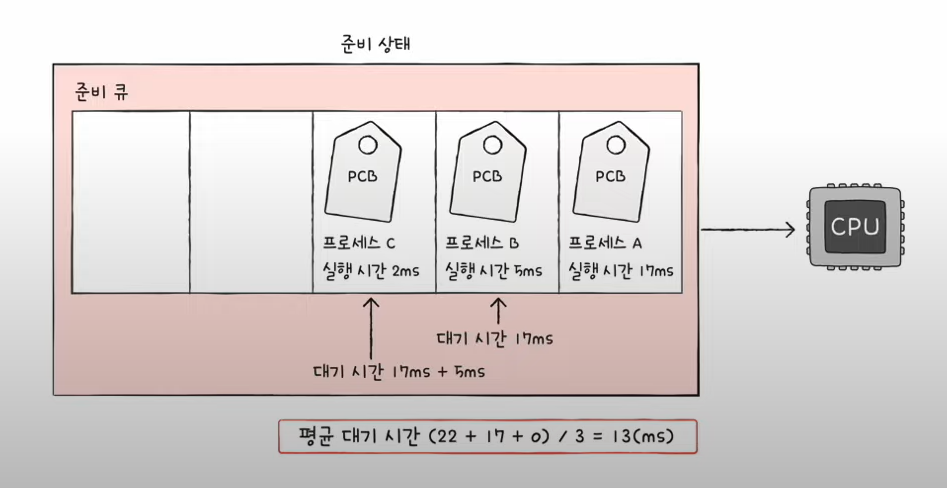 준비 상태
준비 큐
PCB
PCB
PCB
프로세스 C
실행 시간 2ms
프로세스 B
실행 시간 5ms
프로세스 A
실행 시간 17ms
CPU
대기 시간 17ms
대기 시간 17ms + 5ms
평균 대기 시간 (22 + 17 + 0) / 3 = 13(ms)